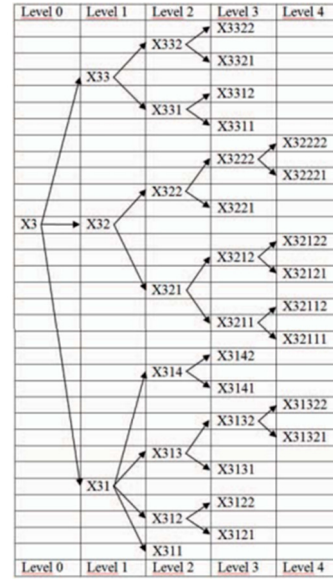 Level 0 Level 1 Level 2 Level 3 Level 4
X3322
X332
X3321
X33
X3312
X331
X3311
X32222
X3222
X32221
X322
X3221
X3 X32
X32122
X3212
X32121
X321
X32112
X3211
X32111
X3142
X314
X3141
X31322
X3132
X31321
X313
X3131
X31
X3122
X312
X3121
X311
Level 0 Level 1 Level 2 Level 3 Level 4